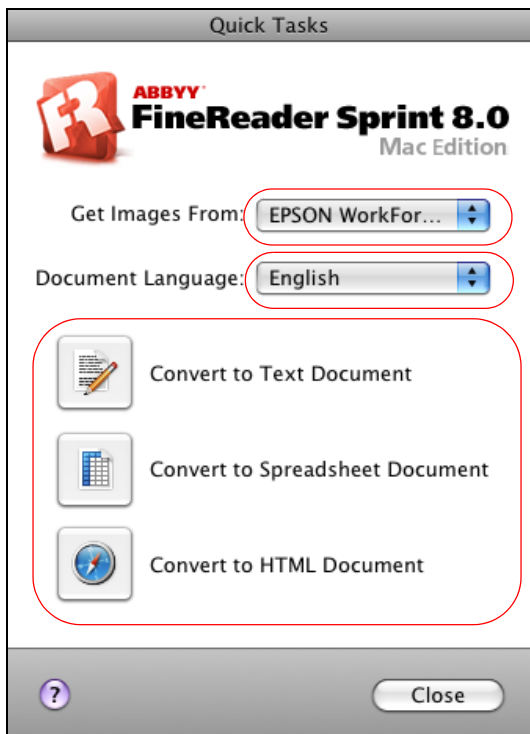 Quick Tasks
ABBYY
FineReader Sprint 8.0
Mac Edition
Get Images From: EPSON WorkFor...
Document Language: English
Convert to Text Document
Convert to Spreadsheet Document
Convert to HTML Document
? Close